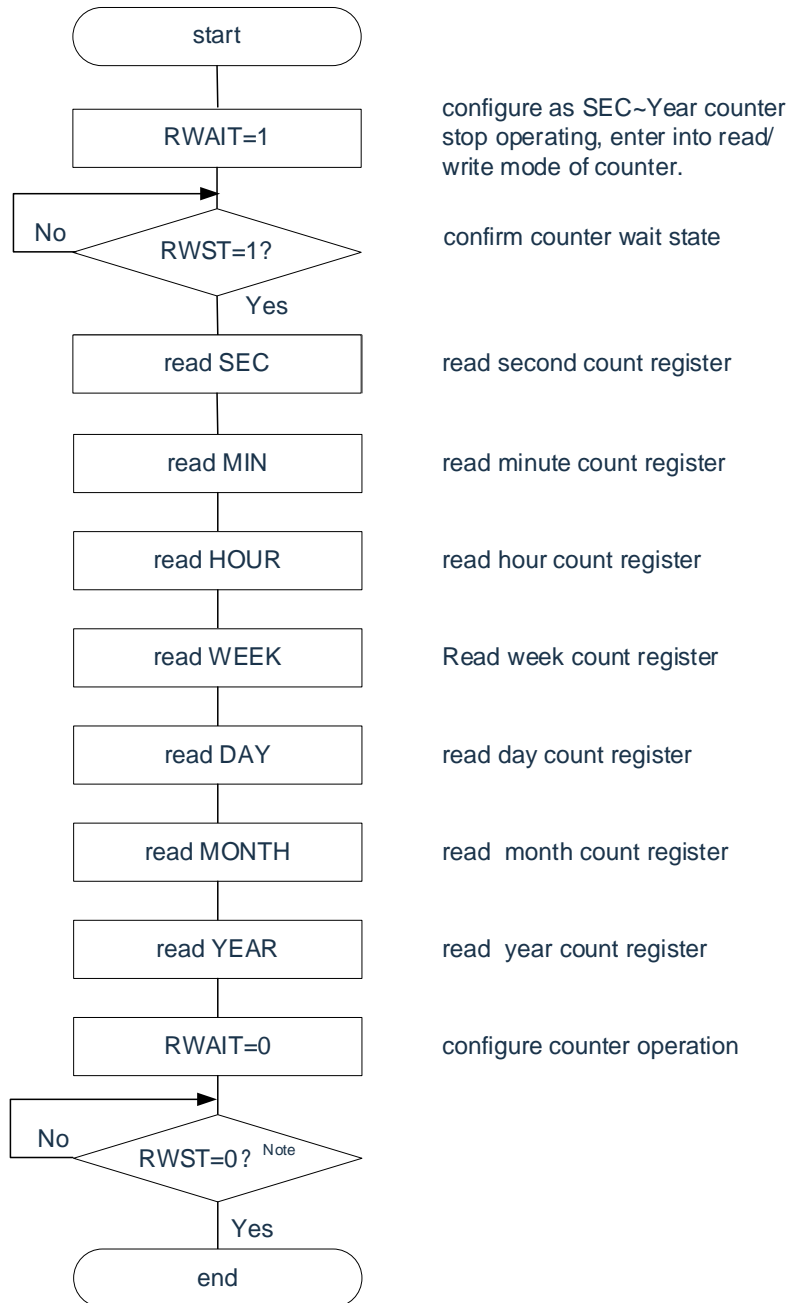 start
RWAIT=1
configure as SEC~Year counter
stop operating, enter into read/
write mode of counter.
No
RWST=1?
confirm counter wait state
Yes
read SEC
read second count register
read MIN
read minute count register
read HOUR
read hour count register
read WEEK
Read week count register
read DAY
read day count register
read MONTH
read month count register
read YEAR
read year count register
RWAIT=0
configure counter operation
No
RWST=0? Note
Yes
end